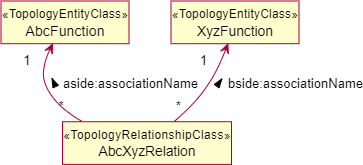 «TopologyEntityClass»
AbcFunction
«TopologyEntityClass»
XyzFunction
1
1
aside:associationName
bside:associationName
*
*
«TopologyRelationshipClass»
AbcXyzRelation